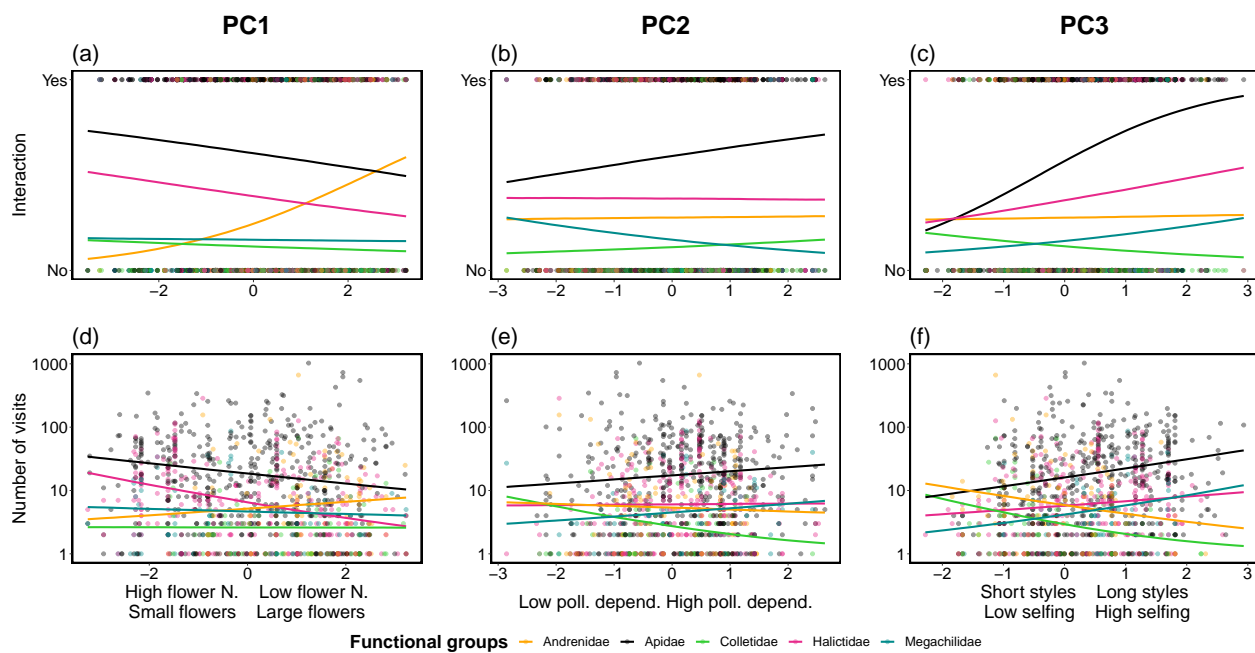 PC1 PC2 PC3
(a) (b) (c)
Interaction
Yes
No
−2 0 2
Yes
No
−3 −2 −1 0 1 2
Yes
No
−2 −1 0 1 2 3
(d) (e) (f)
Number of visits
1000
100
10
1
−2 0 2
High flower N. Low flower N.
Small flowers Large flowers
1000
100
10
1
−3 −2 −1 0 1 2
Low poll. depend. High poll. depend.
1000
100
10
1
−2 −1 0 1 2 3
Short styles Long styles
Low selfing High selfing
Functional groups Andrenidae Apidae Colletidae Halictidae Megachilidae